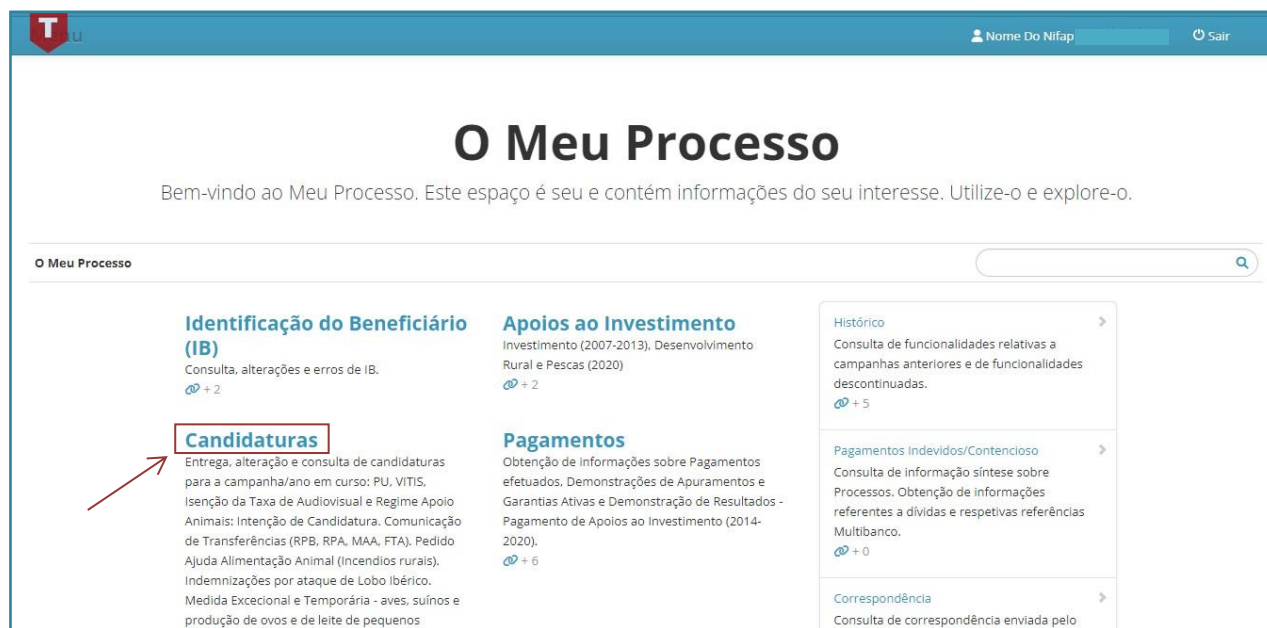 T
Menu
Nome Do Nifap
Sair
O Meu Processo
Bem-vindo ao Meu Processo. Este espaço é seu e contém informações do seu interesse. Utilize-o e explore-o.
O Meu Processo
Identificação do Beneficiário
(IB)
Consulta, alterações e erros de IB.
+ 2
Candidaturas
Entrega, alteração e consulta de candidaturas
para a campanha/ano em curso: PU, VITIS,
Isenção da Taxa de Audiovisual e Regime Apoio
Animais: Intenção de Candidatura. Comunicação
de Transferências (RPB, RPA, MAA, FTA). Pedido
Ajuda Alimentação Animal (Incendios rurais).
Indemnizações por ataque de Lobo Ibérico.
Medida Excecional e Temporária - aves, suínos e
produção de ovos e de leite de pequenos
Apoios ao Investimento
Investimento (2007-2013), Desenvolvimento
Rural e Pescas (2020)
+ 2
Pagamentos
Obtenção de Informações sobre Pagamentos
efetuados, Demonstrações de Apuramentos e
Garantias Ativas e Demonstração de Resultados -
Pagamento de Apoios ao Investimento (2014-
2020).
+ 6
Histórico
Consulta de funcionalidades relativas a
campanhas anteriores e de funcionalidades
descontinuadas.
+ 5
Pagamentos Indevidos/Contencioso
Consulta de informação síntese sobre
Processos. Obtenção de informações
referentes a dívidas e respetivas referências
Multibanco.
+ 0
Correspondência
Consulta de correspondência enviada pelo